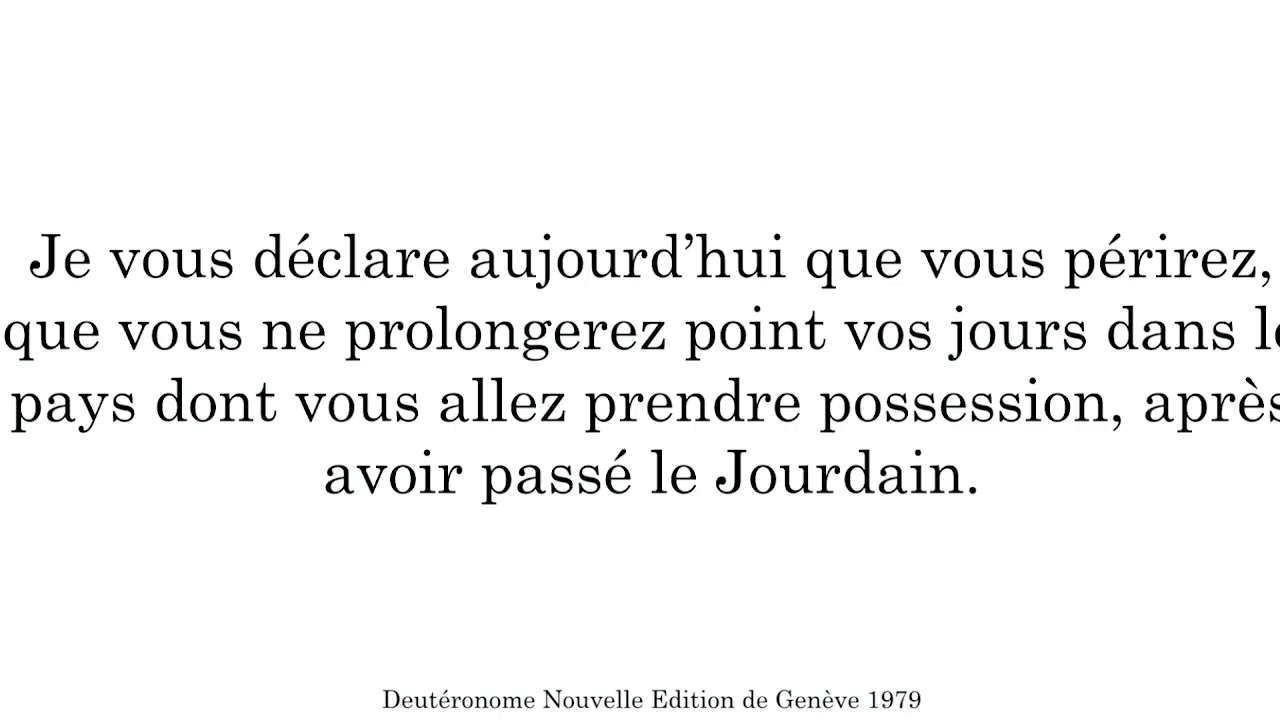 Je vous déclare aujourd’hui que vous périrez,
que vous ne prolongerez point vos jours dans le
pays dont vous allez prendre possession, après
avoir passé le Jourdain.
Deutéronome Nouvelle Edition de Genève 1979